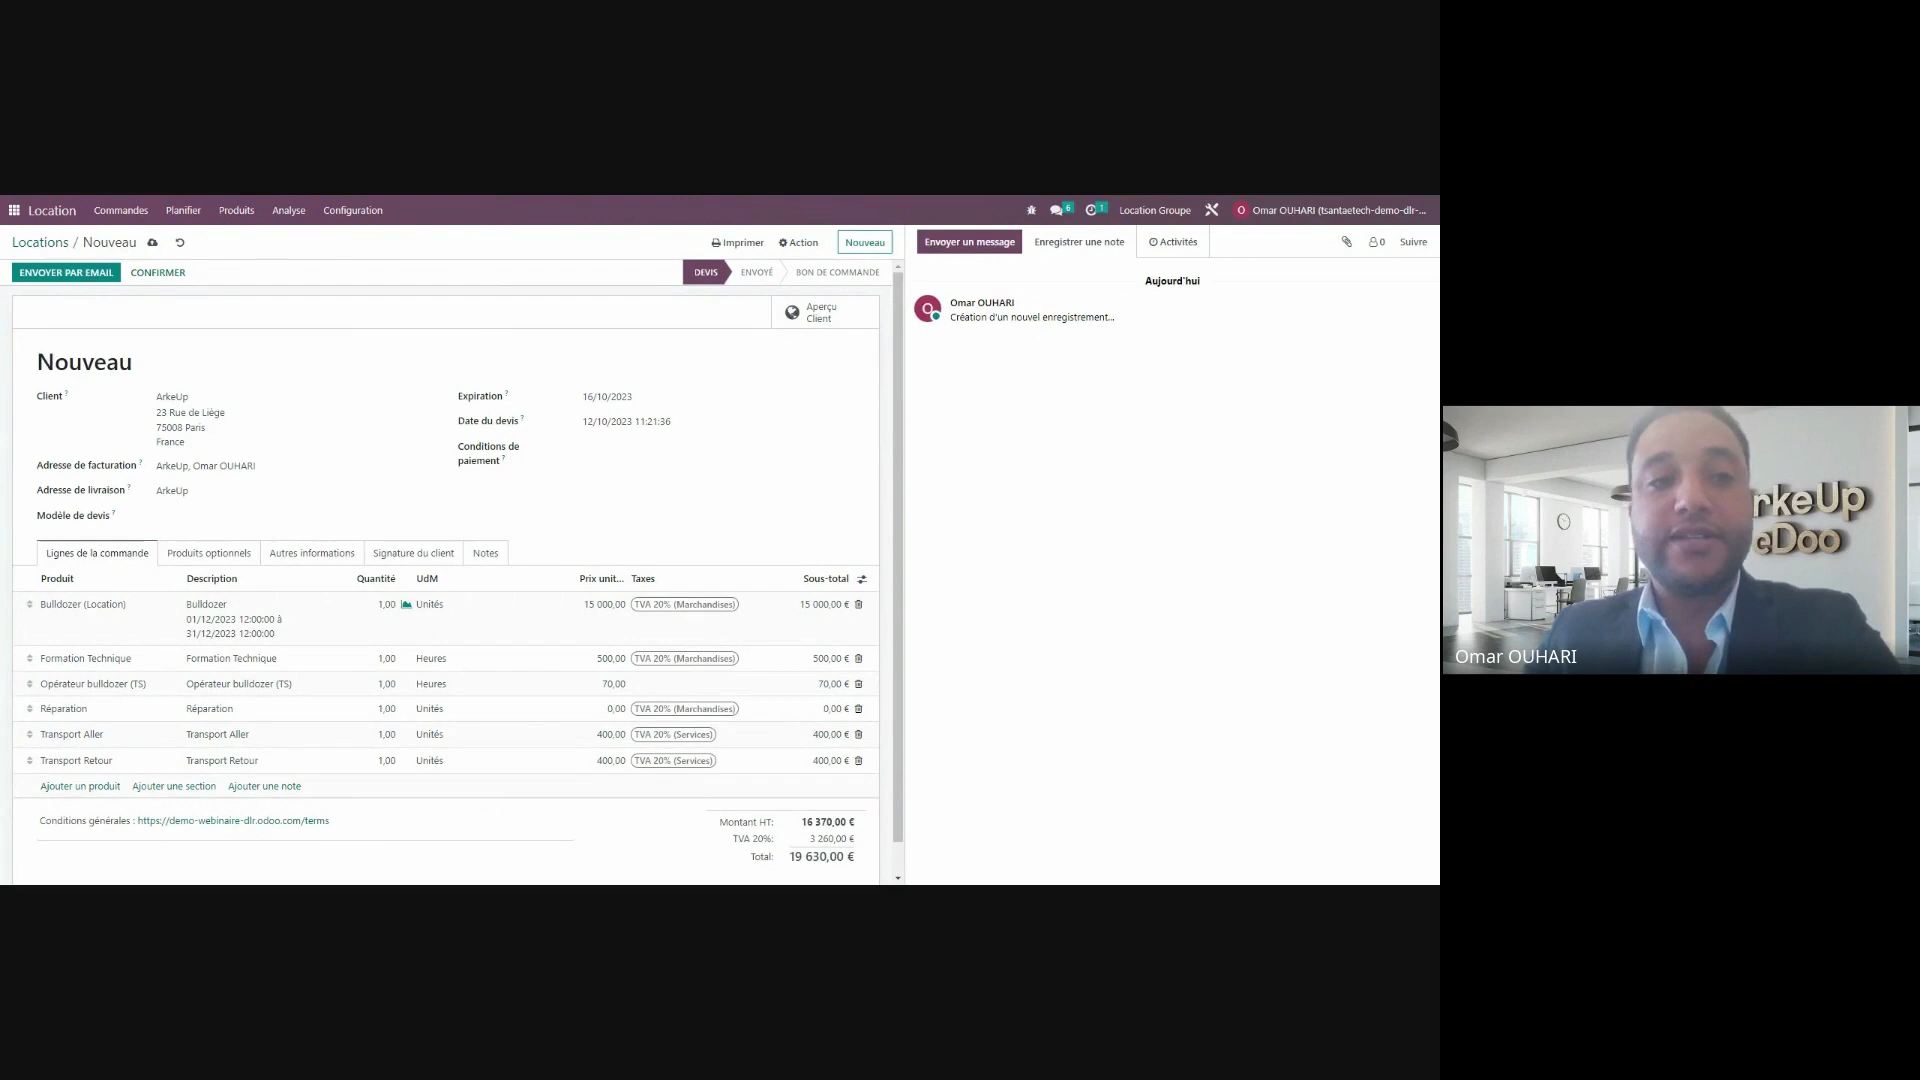 Location Commandes Planifier Produits Analyse Configuration
6 1 Location Groupe O Omar OUHARI (tsantaetech-demo-dlr-...
Locations / Nouveau
Imprimer Action Nouveau
Envoyer un message Enregistrer une note Activités 0 Suivre
ENVOYER PAR EMAIL CONFIRMER
DEVIS ENVOYÉ BON DE COMMANDE
Aujourd'hui
O Omar OUHARI
Création d'un nouvel enregistrement...
Aperçu
Client
Nouveau
Client ? ArkeUp
23 Rue de Liège
75008 Paris
France
Adresse de facturation ? ArkeUp, Omar OUHARI
Adresse de livraison ? ArkeUp
Modèle de devis ?
Expiration ? 16/10/2023
Date du devis ? 12/10/2023 11:21:36
Conditions de
paiement ?
Lignes de la commande Produits optionnels Autres informations Signature du client Notes
Produit Description Quantité UdM Prix unit... Taxes Sous-total
Bulldozer (Location) Bulldozer 1,00 Unités 15 000,00 TVA 20% (Marchandises) 15 000,00 €
01/12/2023 12:00:00 à
31/12/2023 12:00:00
Formation Technique Formation Technique 1,00 Heures 500,00 TVA 20% (Marchandises) 500,00 €
Opérateur bulldozer (TS) Opérateur bulldozer (TS) 1,00 Heures 70,00 70,00 €
Réparation Réparation 1,00 Unités 0,00 TVA 20% (Marchandises) 0,00 €
Transport Aller Transport Aller 1,00 Unités 400,00 TVA 20% (Services) 400,00 €
Transport Retour Transport Retour 1,00 Unités 400,00 TVA 20% (Services) 400,00 €
Ajouter un produit Ajouter une section Ajouter une note
Conditions générales : https://demo-webinaire-dlr.odoo.com/terms
Montant HT: 16 370,00 €
TVA 20%: 3 260,00 €
Total: 19 630,00 €
rkeUp
eDoo
Omar OUHARI